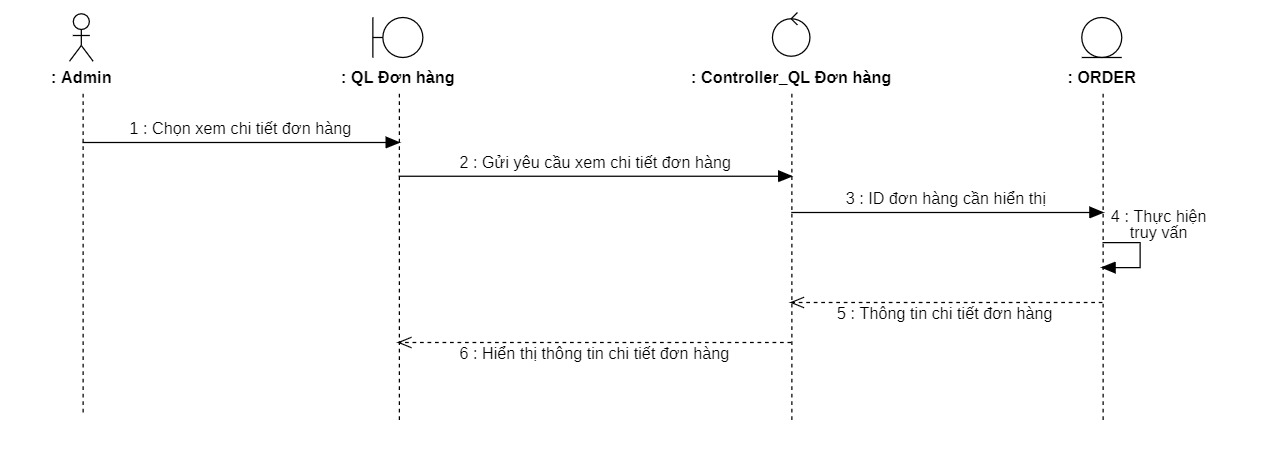 : Admin
: QL Đơn hàng
: Controller_QL Đơn hàng
: ORDER
1 : Chọn xem chi tiết đơn hàng
2 : Gửi yêu cầu xem chi tiết đơn hàng
3 : ID đơn hàng cần hiển thị
4 : Thực hiện
truy vấn
5 : Thông tin chi tiết đơn hàng
6 : Hiển thị thông tin chi tiết đơn hàng